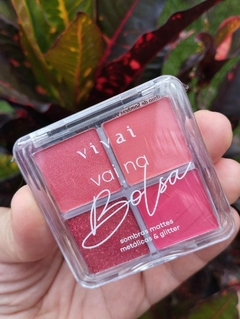 vivai
vai na
Bolsa
sombras mattes
metálicas & glitter